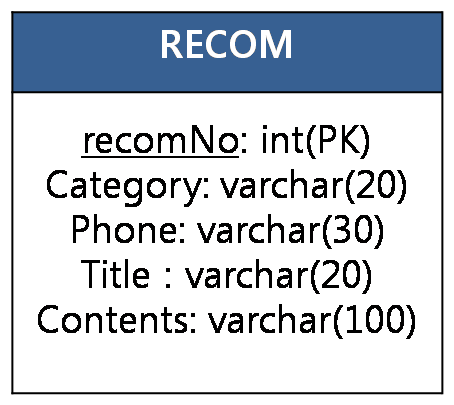 RECOM
recomNo: int(PK)
Category: varchar(20)
Phone: varchar(30)
Title : varchar(20)
Contents: varchar(100)